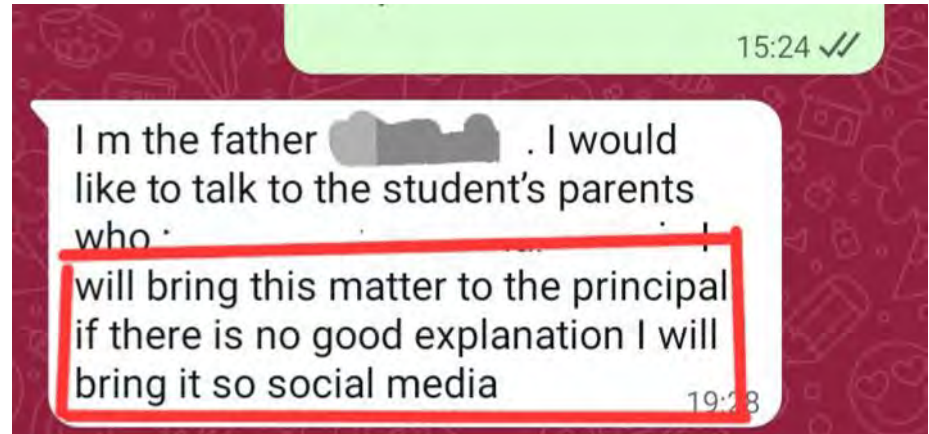 15:24
I m the father
. I would
like to talk to the student's parents
who
I
will bring this matter to the principal
if there is no good explanation I will
bring it so social media
19:28